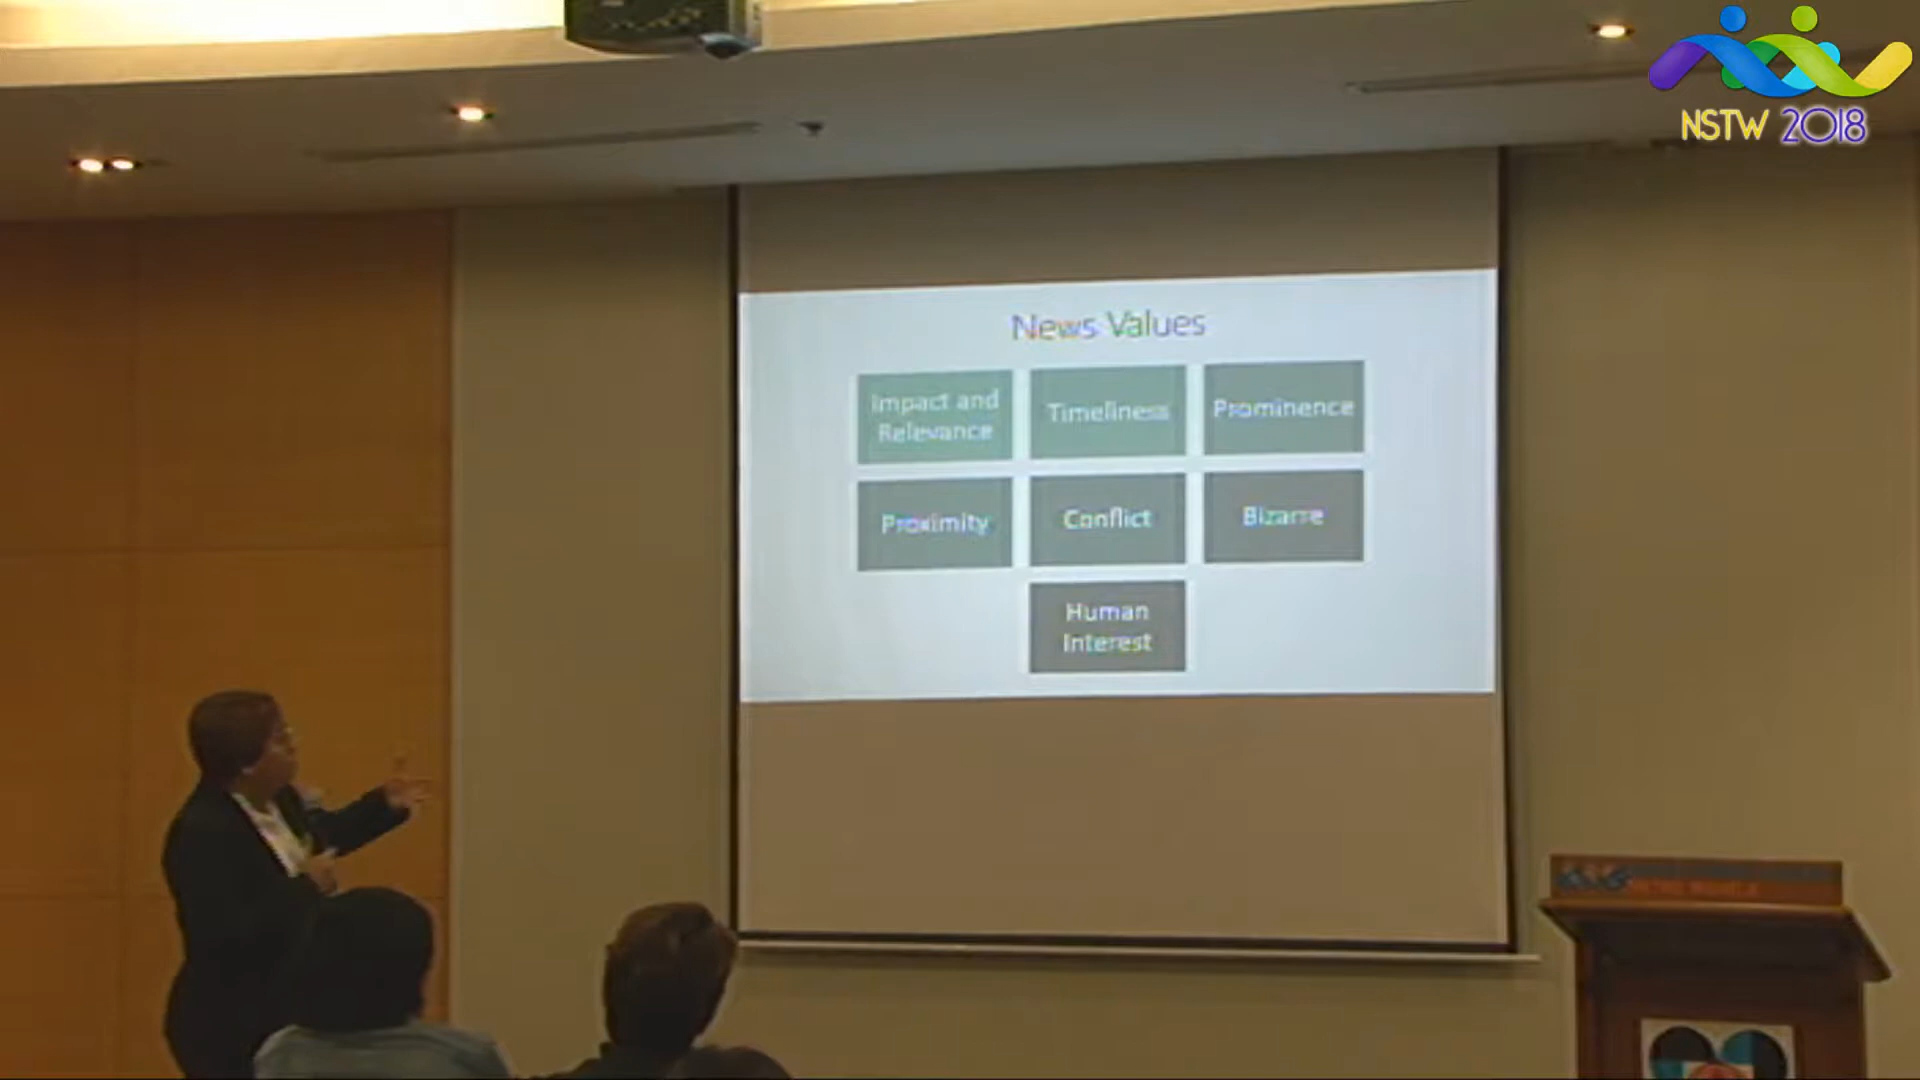 NSTW 2018
News Values
Impact and
Relevance
Timeliness
Prominence
Proximity
Conflict
Bizarre
Human
Interest